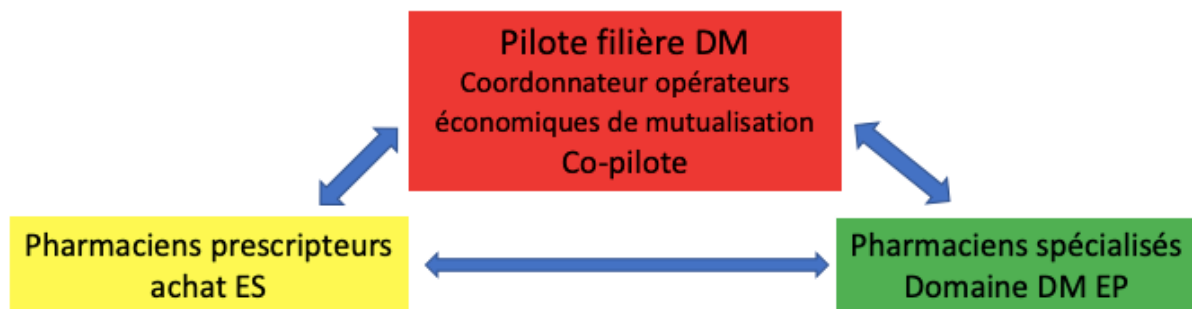 Pilote filière DM
Coordonnateur opérateurs
économiques de mutualisation
Co-pilote
Pharmaciens prescripteurs
achat ES
Pharmaciens spécialisés
Domaine DM EP